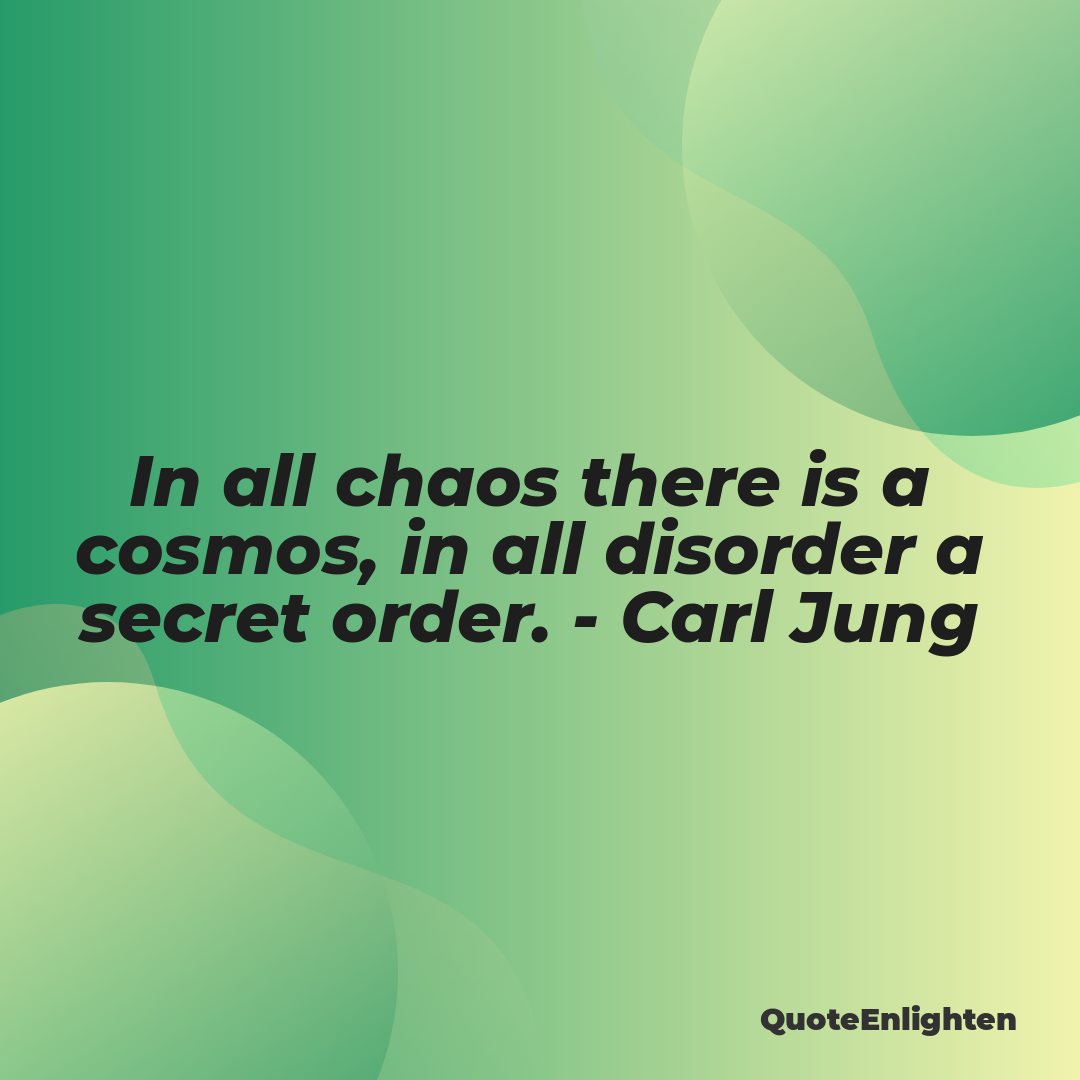 In all chaos there is a
cosmos, in all disorder a
secret order. - Carl Jung
QuoteEnlighten